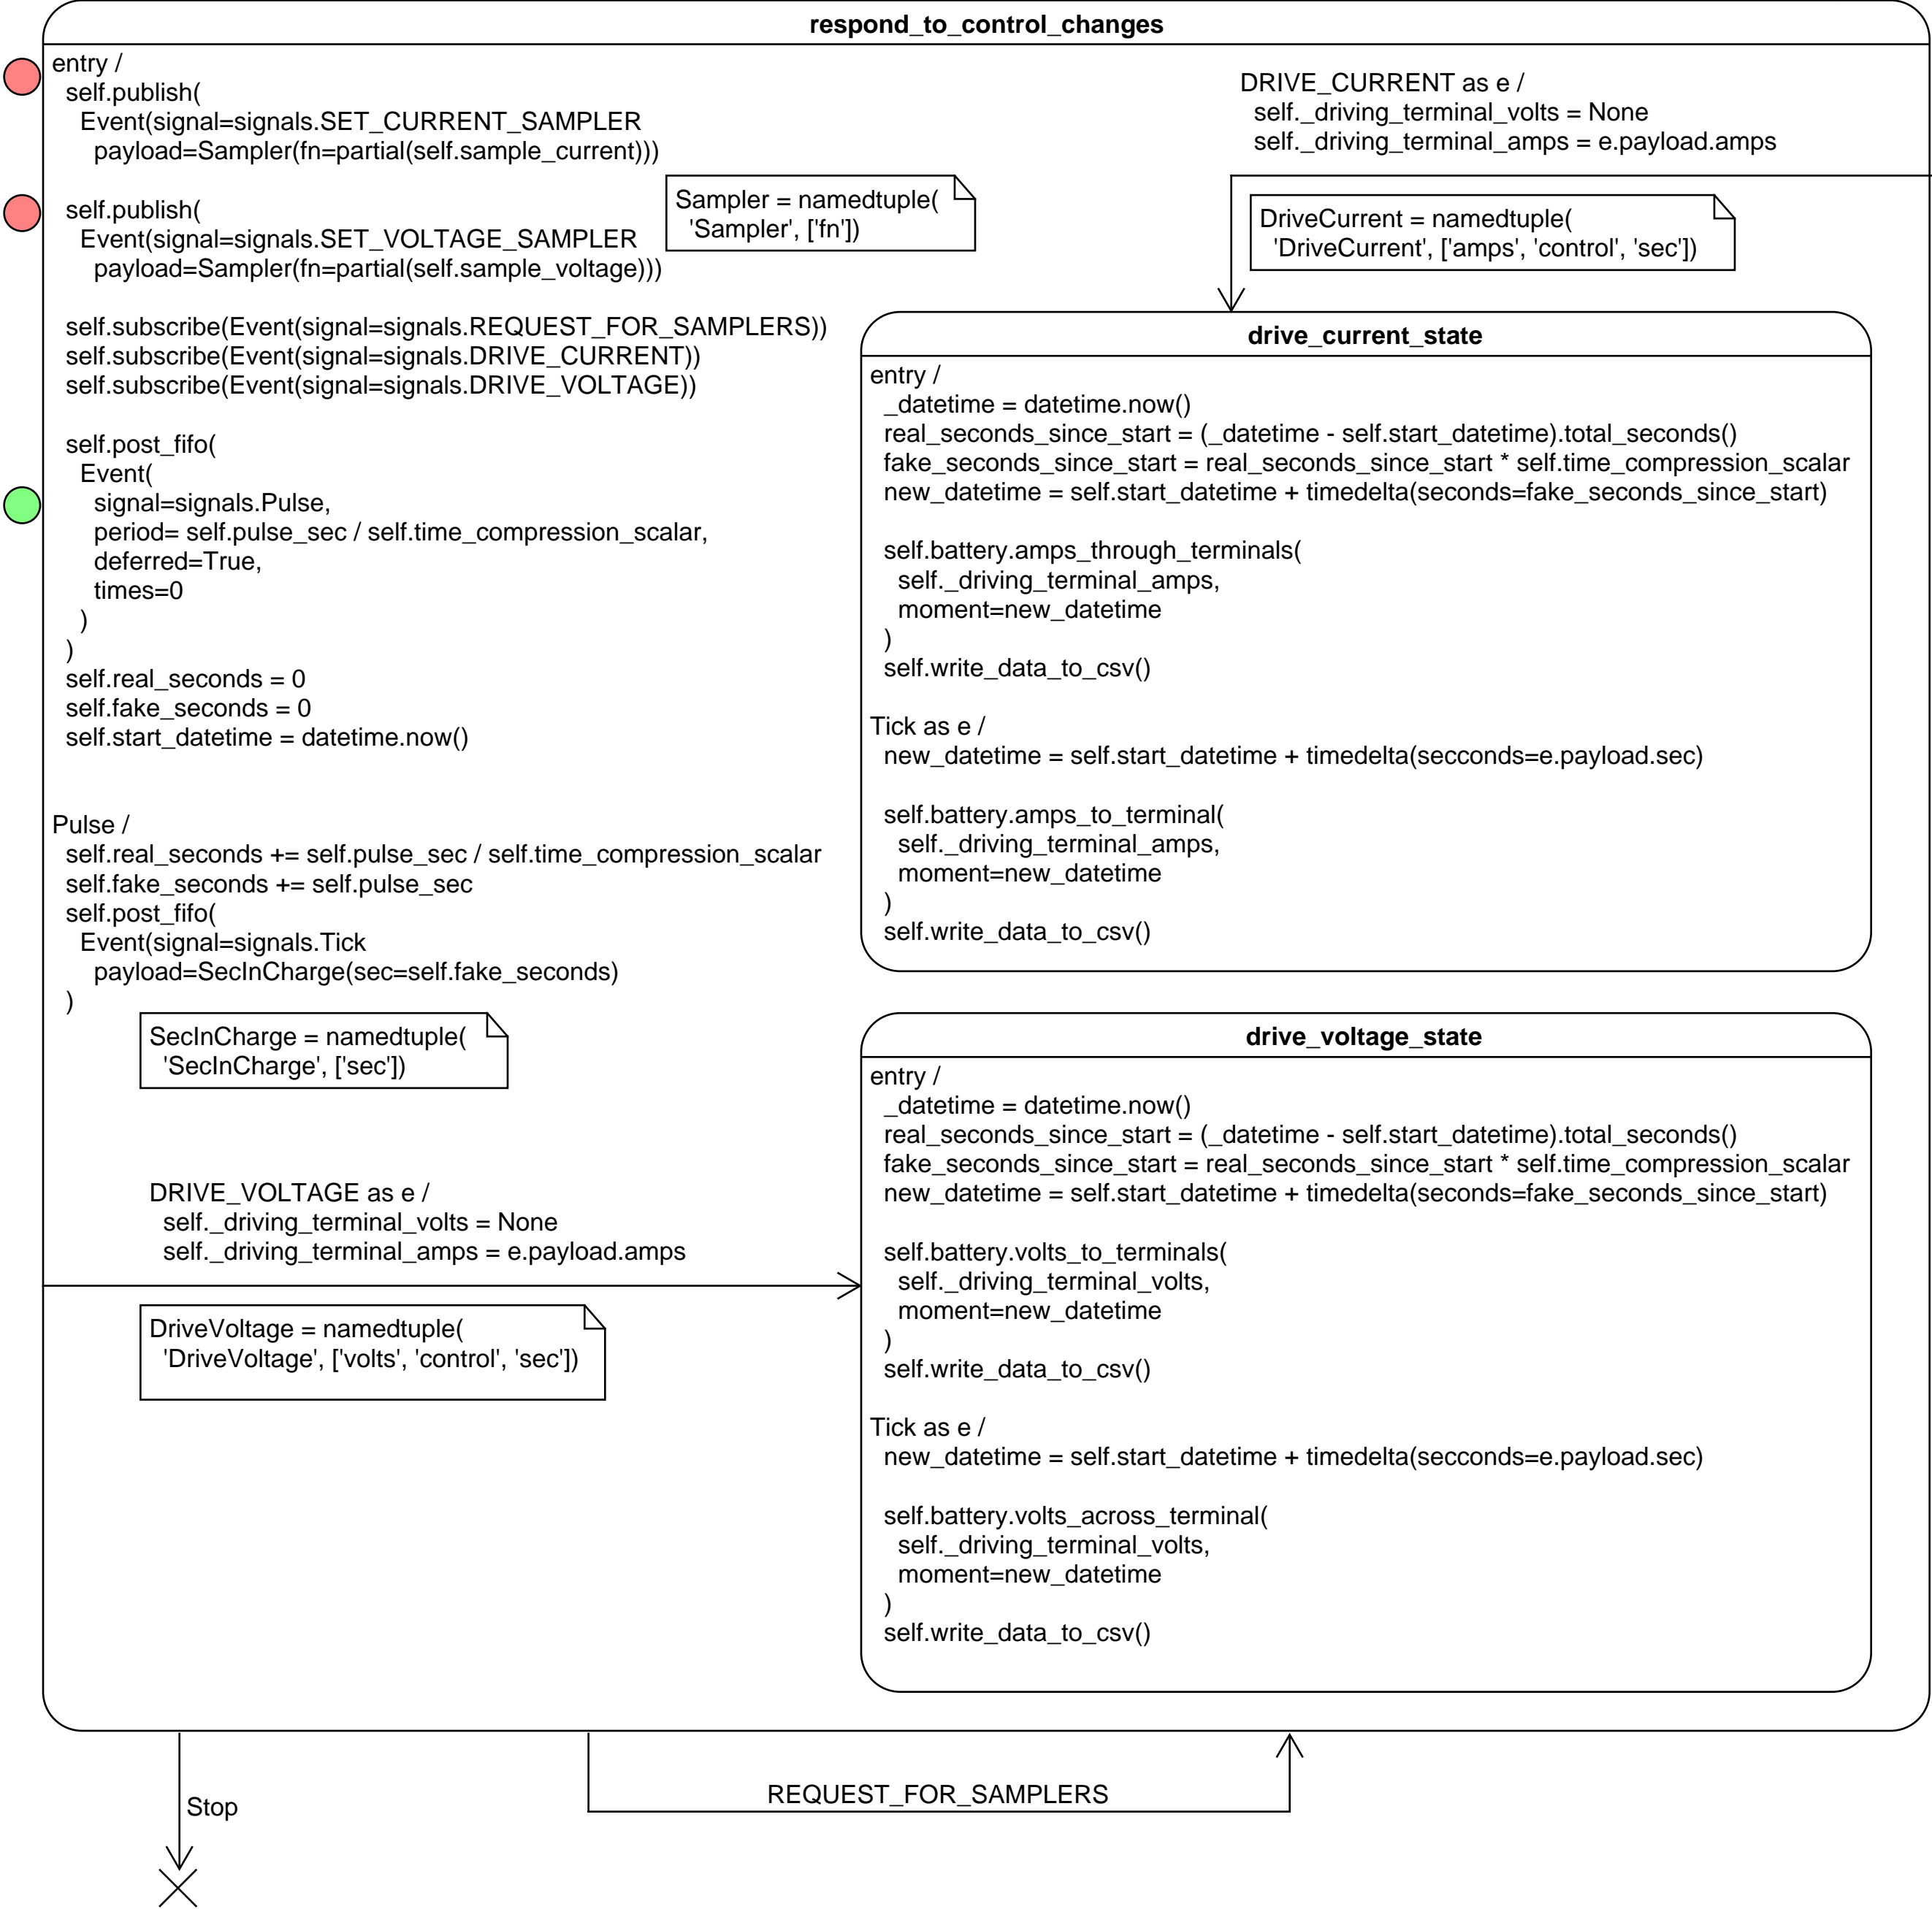 respond_to_control_changes
entry /
self.publish(
Event(signal=signals.SET_CURRENT_SAMPLER
payload=Sampler(fn=partial(self.sample_current)))
self.publish(
Event(signal=signals.SET_VOLTAGE_SAMPLER
payload=Sampler(fn=partial(self.sample_voltage)))
self.subscribe(Event(signal=signals.REQUEST_FOR_SAMPLERS))
self.subscribe(Event(signal=signals.DRIVE_CURRENT))
self.subscribe(Event(signal=signals.DRIVE_VOLTAGE))
self.post_fifo(
Event(
signal=signals.Pulse,
period= self.pulse_sec / self.time_compression_scalar,
deferred=True,
times=0
)
)
self.real_seconds = 0
self.fake_seconds = 0
self.start_datetime = datetime.now()
Pulse /
self.real_seconds += self.pulse_sec / self.time_compression_scalar
self.fake_seconds += self.pulse_sec
self.post_fifo(
Event(signal=signals.Tick
payload=SecInCharge(sec=self.fake_seconds)
)
SecInCharge = namedtuple(
'SecInCharge', ['sec'])
DRIVE_VOLTAGE as e /
self._driving_terminal_volts = None
self._driving_terminal_amps = e.payload.amps
DriveVoltage = namedtuple(
'DriveVoltage', ['volts', 'control', 'sec'])
Sampler = namedtuple(
'Sampler', ['fn'])
DRIVE_CURRENT as e /
self._driving_terminal_volts = None
self._driving_terminal_amps = e.payload.amps
DriveCurrent = namedtuple(
'DriveCurrent', ['amps', 'control', 'sec'])
drive_current_state
entry /
_datetime = datetime.now()
real_seconds_since_start = (_datetime - self.start_datetime).total_seconds()
fake_seconds_since_start = real_seconds_since_start * self.time_compression_scalar
new_datetime = self.start_datetime + timedelta(seconds=fake_seconds_since_start)
self.battery.amps_through_terminals(
self._driving_terminal_amps,
moment=new_datetime
)
self.write_data_to_csv()
Tick as e /
new_datetime = self.start_datetime + timedelta(secconds=e.payload.sec)
self.battery.amps_to_terminal(
self._driving_terminal_amps,
moment=new_datetime
)
self.write_data_to_csv()
drive_voltage_state
entry /
_datetime = datetime.now()
real_seconds_since_start = (_datetime - self.start_datetime).total_seconds()
fake_seconds_since_start = real_seconds_since_start * self.time_compression_scalar
new_datetime = self.start_datetime + timedelta(seconds=fake_seconds_since_start)
self.battery.volts_to_terminals(
self._driving_terminal_volts,
moment=new_datetime
)
self.write_data_to_csv()
Tick as e /
new_datetime = self.start_datetime + timedelta(secconds=e.payload.sec)
self.battery.volts_across_terminal(
self._driving_terminal_volts,
moment=new_datetime
)
self.write_data_to_csv()
Stop
REQUEST_FOR_SAMPLERS